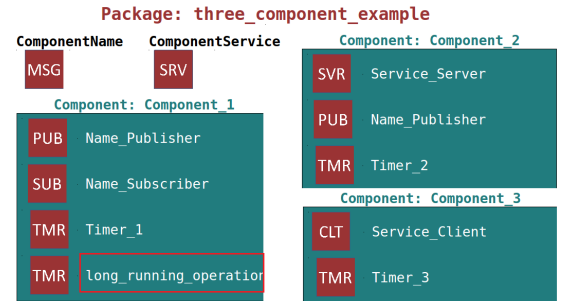 Package: three_component_example
ComponentName ComponentService
MSG SRV
Component: Component_1
PUB Name_Publisher
SUB Name_Subscriber
TMR Timer_1
TMR long_running_operation
Component: Component_2
SVR Service_Server
PUB Name_Publisher
TMR Timer_2
Component: Component_3
CLT Service_Client
TMR Timer_3